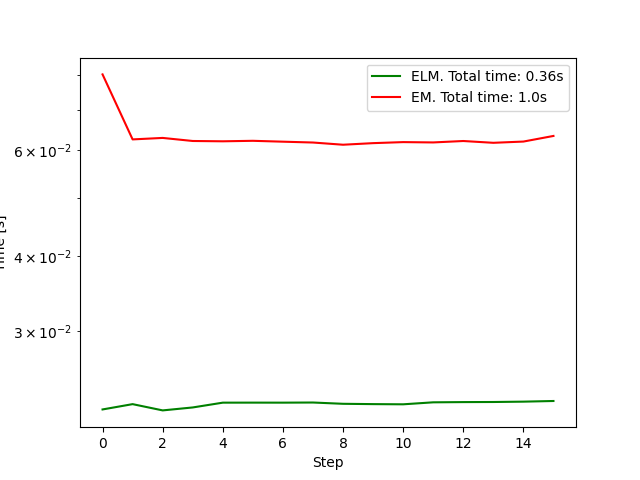 ELM. Total time: 0.36s
EM. Total time: 1.0s
6 × 10⁻²
4 × 10⁻²
3 × 10⁻²
0 2 4 6 8 10 12 14
Step